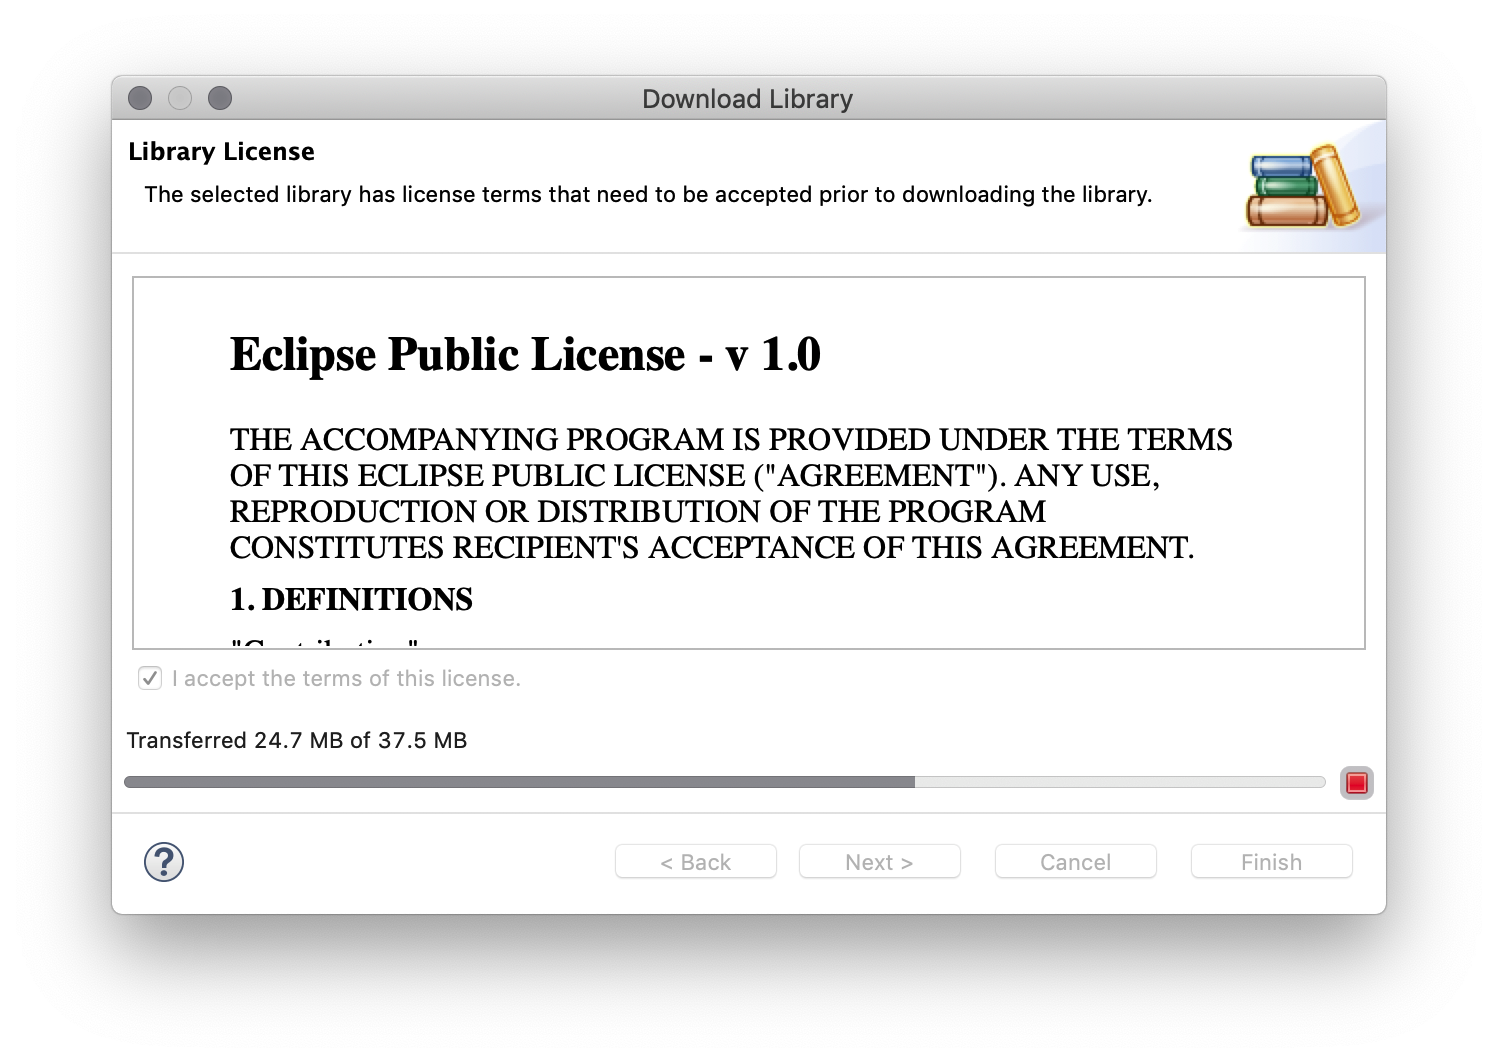 Download Library
Library License
The selected library has license terms that need to be accepted prior to downloading the library.
Eclipse Public License - v 1.0
THE ACCOMPANYING PROGRAM IS PROVIDED UNDER THE TERMS
OF THIS ECLIPSE PUBLIC LICENSE ("AGREEMENT"). ANY USE,
REPRODUCTION OR DISTRIBUTION OF THE PROGRAM
CONSTITUTES RECIPIENT'S ACCEPTANCE OF THIS AGREEMENT.
1. DEFINITIONS
I accept the terms of this license.
Transferred 24.7 MB of 37.5 MB
?
< Back Next > Cancel Finish